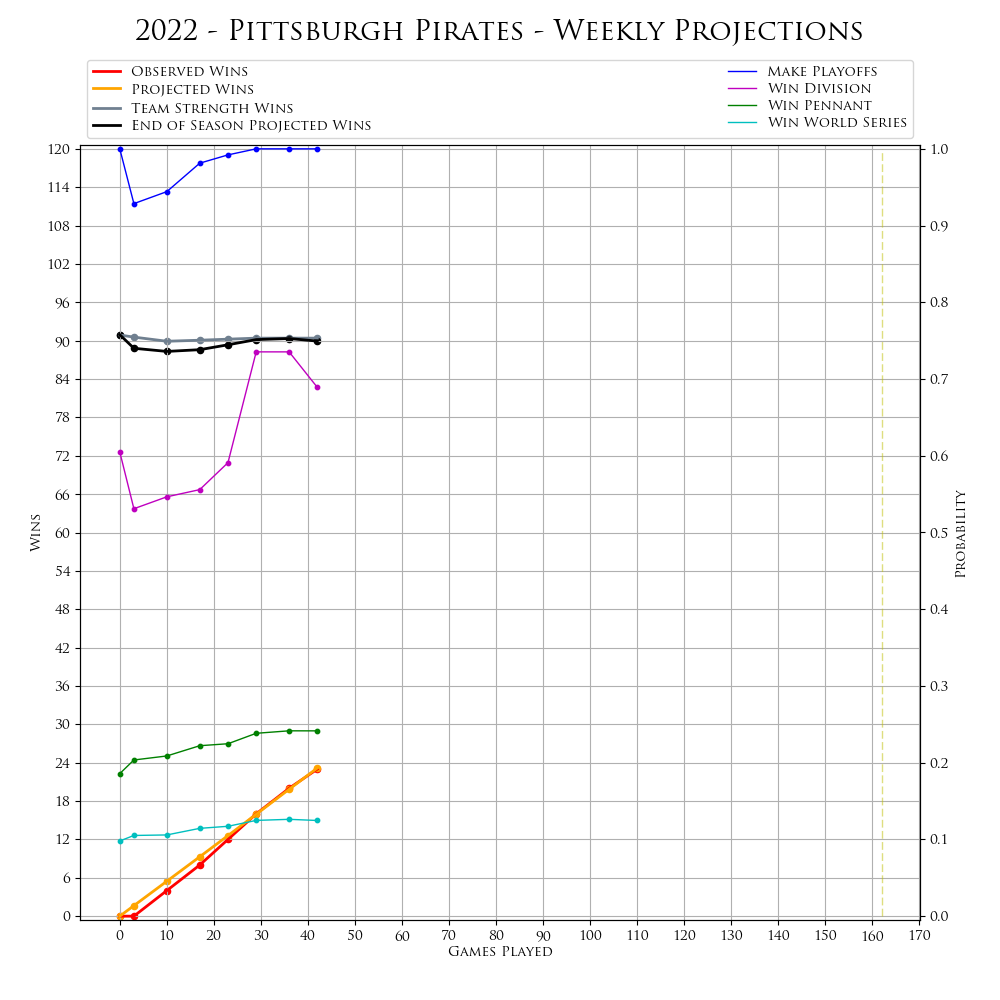 2022 - Pittsburgh Pirates - Weekly Projections
Observed Wins
Projected Wins
Team Strength Wins
End of Season Projected Wins
Make Playoffs
Win Division
Win Pennant
Win World Series
120
114
108
102
96
90
84
78
72
66
60
54
48
42
36
30
24
18
12
6
0
Wins
1.0
0.9
0.8
0.7
0.6
0.5
0.4
0.3
0.2
0.1
0.0
Probability
0 10 20 30 40 50 60 70 80 90 100 110 120 130 140 150 160 170
Games Played